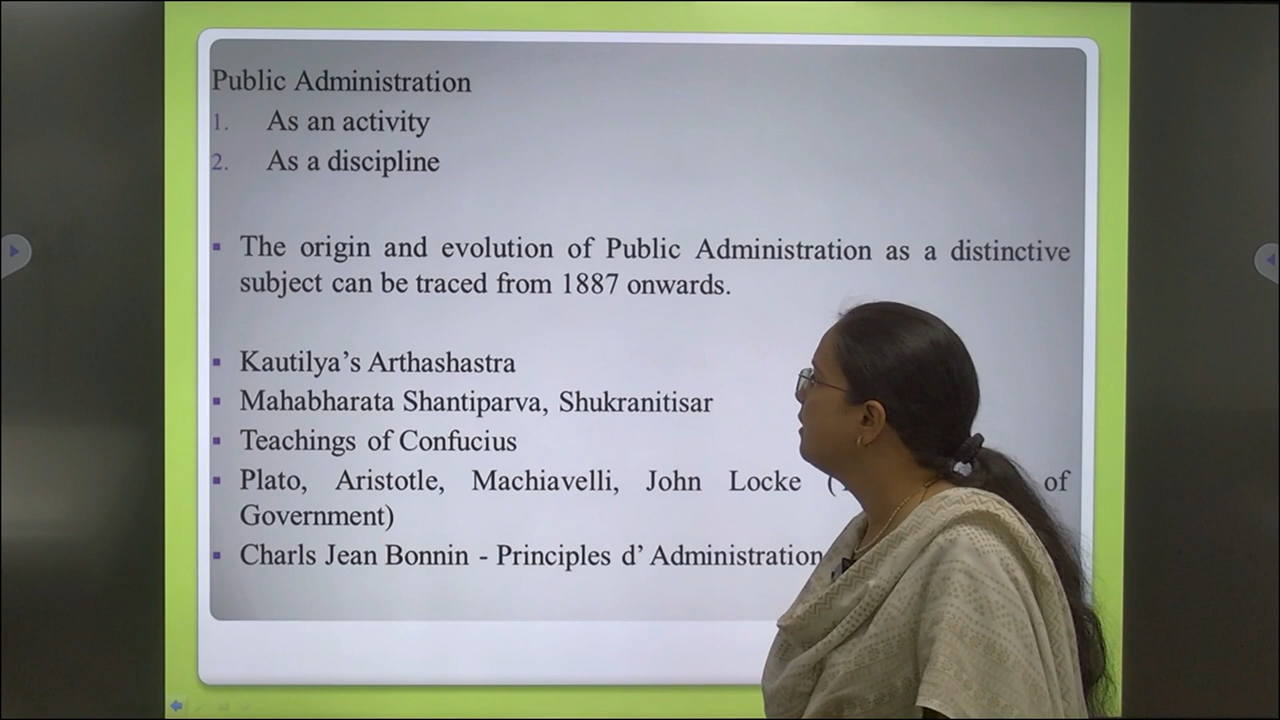 Public Administration
1. As an activity
2. As a discipline
▪ The origin and evolution of Public Administration as a distinctive
subject can be traced from 1887 onwards.
▪ Kautilya’s Arthashastra
▪ Mahabharata Shantiparva, Shukranitisar
▪ Teachings of Confucius
▪ Plato, Aristotle, Machiavelli, John Locke ( of
Government)
▪ Charls Jean Bonnin - Principles d’ Administration